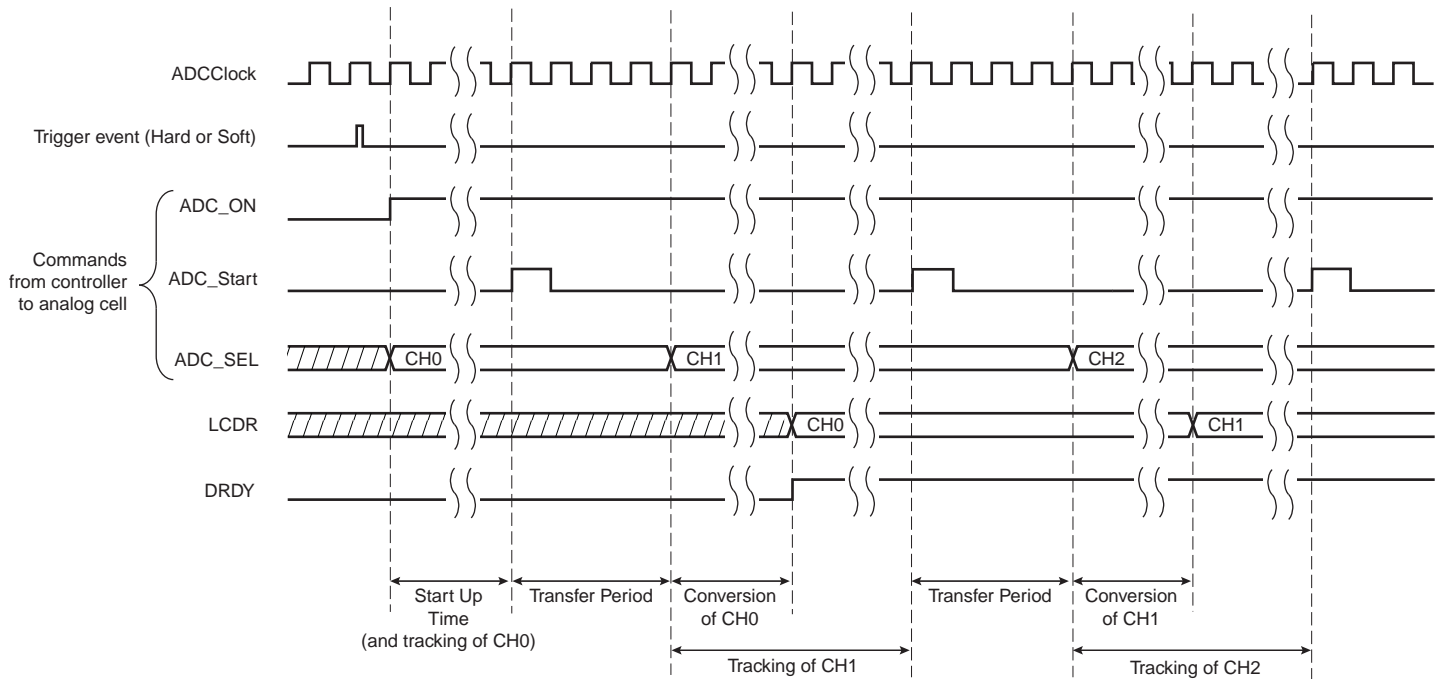 ADCClock
Trigger event (Hard or Soft)
ADC_ON
Commands
from controller
to analog cell
ADC_Start
ADC_SEL
CH0
CH1
CH2
LCDR
CH0
CH1
DRDY
Start Up
Time
(and tracking of CH0)
Transfer Period
Conversion
of CH0
Transfer Period
Conversion
of CH1
Tracking of CH1
Tracking of CH2